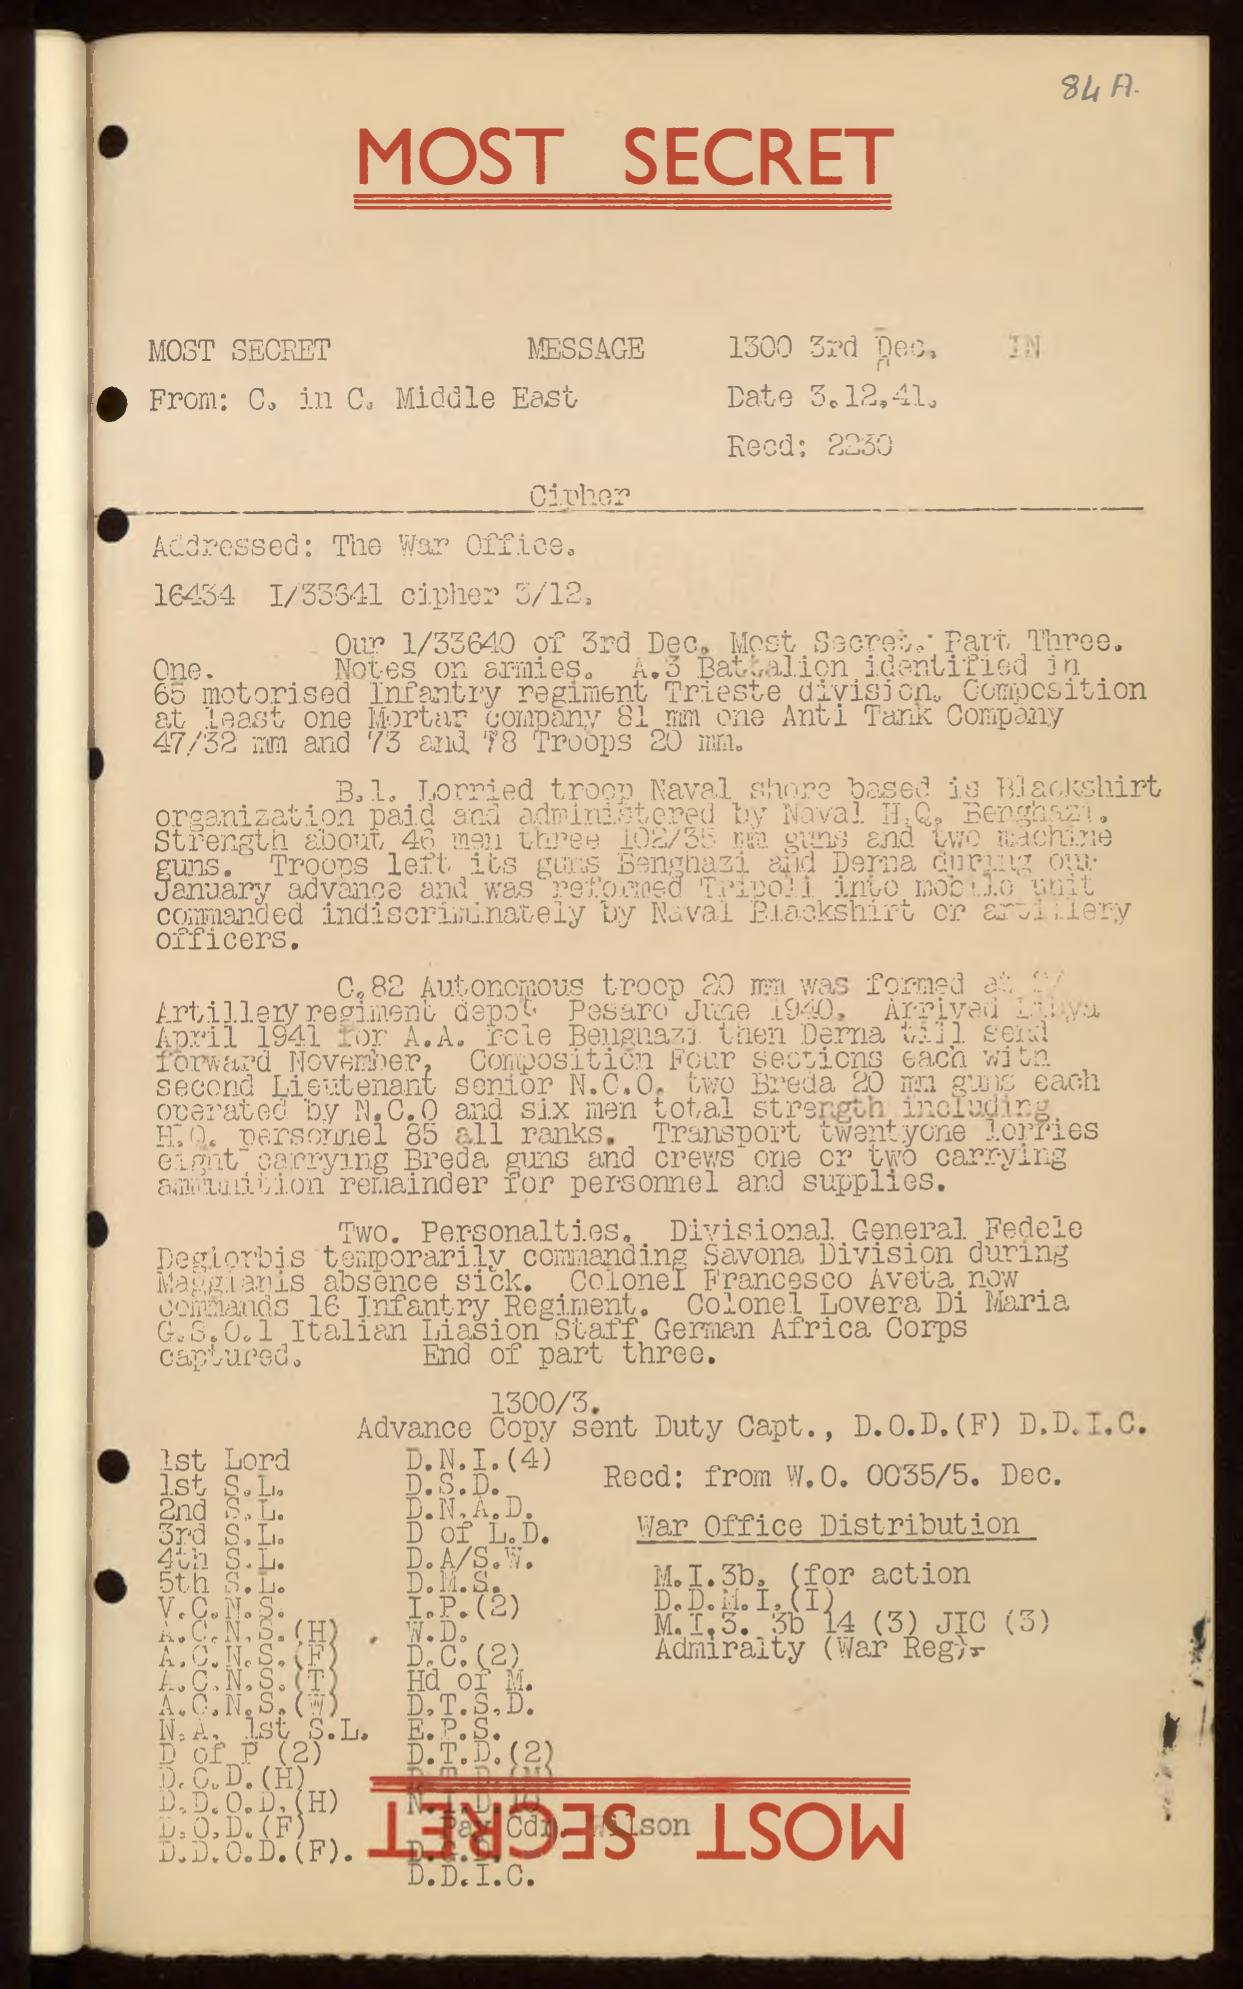 84 A.
MOST SECRET
MOST SECRET MESSAGE 1300 3rd Dec. IN
From: C. in C. Middle East Date 3.12.41.
Recd: 2230
Cipher
Addressed: The War Office.
16434 I/33641 cipher 3/12.
Our 1/33640 of 3rd Dec. Most Secret. Part Three.
One. Notes on armies. A.3 Battalion identified in
65 motorised Infantry regiment Trieste division. Composition
at least one Mortar company 81 mm one Anti Tank Company
47/32 mm and 73 and 78 Troops 20 mm.
B.1. Lorried troop Naval shore based is Blackshirt
organization paid and administered by Naval H.Q. Benghazi.
Strength about 46 men three 102/35 mm guns and two machine
guns. Troops left its guns Benghazi and Derna during our
January advance and was reformed Tripoli into mobile unit
commanded indiscriminately by Naval Blackshirt or artillery
officers.
C.82 Autonomous troop 20 mm was formed at
Artillery regiment depot Pesaro June 1940. Arrived Libya
April 1941 for A.A. role Benghazi then Derna till send
forward November. Composition Four sections each with
second Lieutenant senior N.C.O. two Breda 20 mm guns each
operated by N.C.O and six men total strength including
H.Q. personnel 85 all ranks. Transport twentyone lorries
eight carrying Breda guns and crews one or two carrying
ammunition remainder for personnel and supplies.
Two. Personalties. Divisional General Fedele
Degiorbis temporarily commanding Savona Division during
Maggianis absence sick. Colonel Francesco Aveta now
commands 16 Infantry Regiment. Colonel Lovera Di Maria
G.S.O.1 Italian Liasion Staff German Africa Corps
captured. End of part three.
1300/3.
Advance Copy sent Duty Capt., D.O.D.(F) D.D.I.C.
1st Lord D.N.I.(4)
1st S.L. D.S.D. Recd: from W.O. 0035/5. Dec.
2nd S.L. D.N.A.D.
3rd S.L. D of L.D. War Office Distribution
4th S.L. D.A/S.W.
5th S.L. D.M.S. M.I.3b. (for action
V.C.N.S. I.P.(2) D.D.M.I.(I)
A.C.N.S.(H) W.D. M.I.3. 3b 14 (3) JIC (3)
A.C.N.S.(F) D.C.(2) Admiralty (War Reg).
A.C.N.S.(T) Hd of M.
A.C.N.S.(W) D.T.S.D.
N.A. 1st S.L. E.P.S.
D of P (2) D.T.D.(2)
D.C.D.(H)
D.D.O.D.(H)
D.O.D.(F) Pay Cdr. Wilson
D.D.O.D.(F).
D.D.I.C.
MOST SECRET